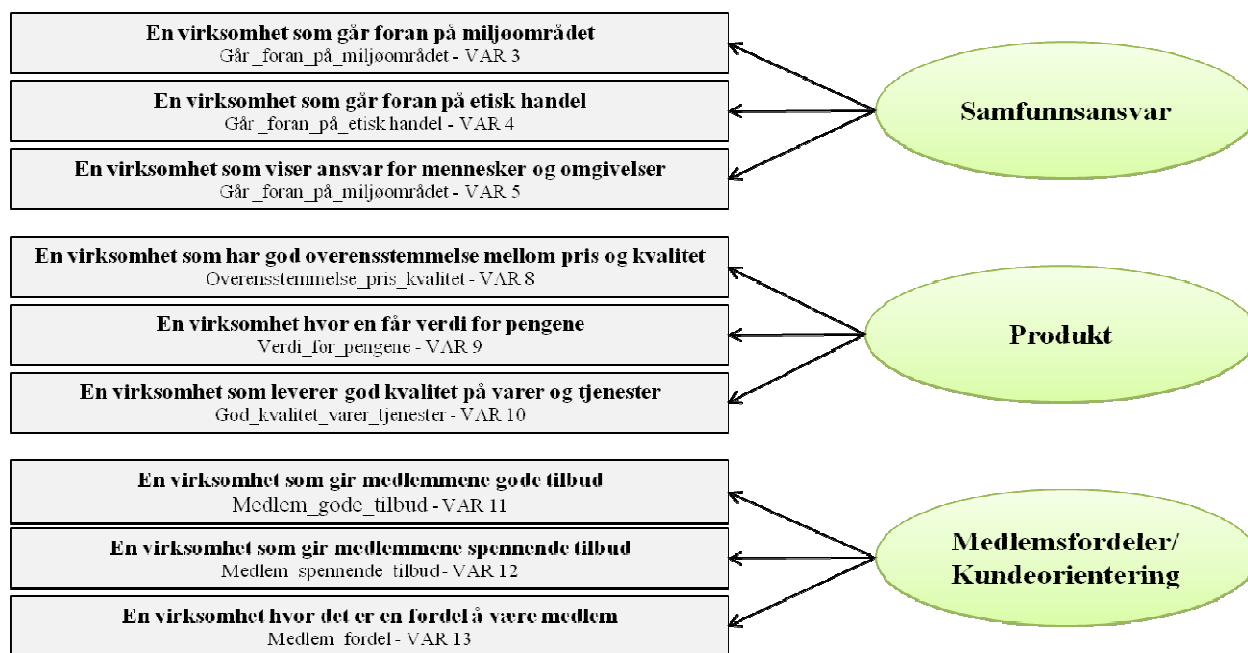 En virksomhet som går foran på miljøområdet
Går_foran_på_miljøområdet - VAR 3
En virksomhet som går foran på etisk handel
Går_foran_på_etisk handel - VAR 4
En virksomhet som viser ansvar for mennesker og omgivelser
Går_foran_på_miljøområdet - VAR 5
Samfunnsansvar
En virksomhet som har god overensstemmelse mellom pris og kvalitet
Overensstemmelse_pris_kvalitet - VAR 8
En virksomhet hvor en får verdi for pengene
Verdi_for_pengene - VAR 9
En virksomhet som leverer god kvalitet på varer og tjenester
God_kvalitet_varer_tjenester - VAR 10
Produkt
En virksomhet som gir medlemmene gode tilbud
Medlem_gode_tilbud - VAR 11
En virksomhet som gir medlemmene spennende tilbud
Medlem_spennende_tilbud - VAR 12
En virksomhet hvor det er en fordel å være medlem
Medlem_fordel - VAR 13
Medlemsfordeler/
Kundeorientering